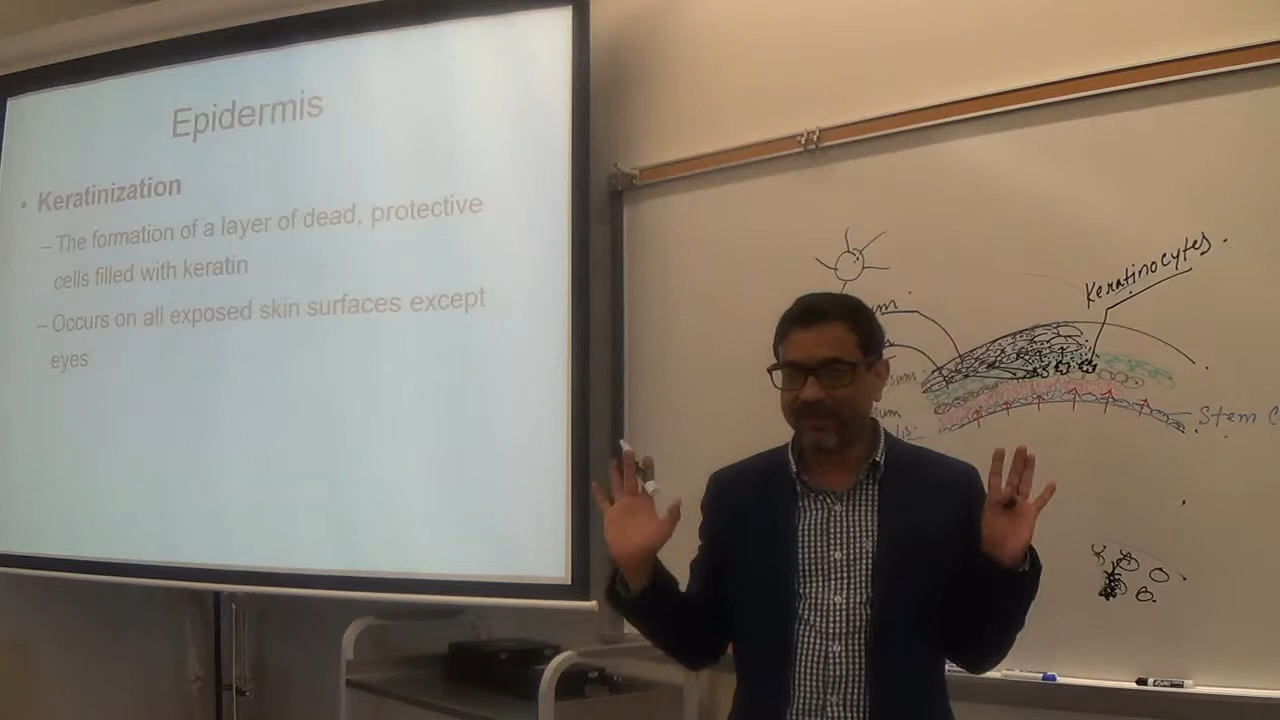 Epidermis
• Keratinization
– The formation of a layer of dead, protective
cells filled with keratin
– Occurs on all exposed skin surfaces except
eyes
Keratinocytes.
Stem